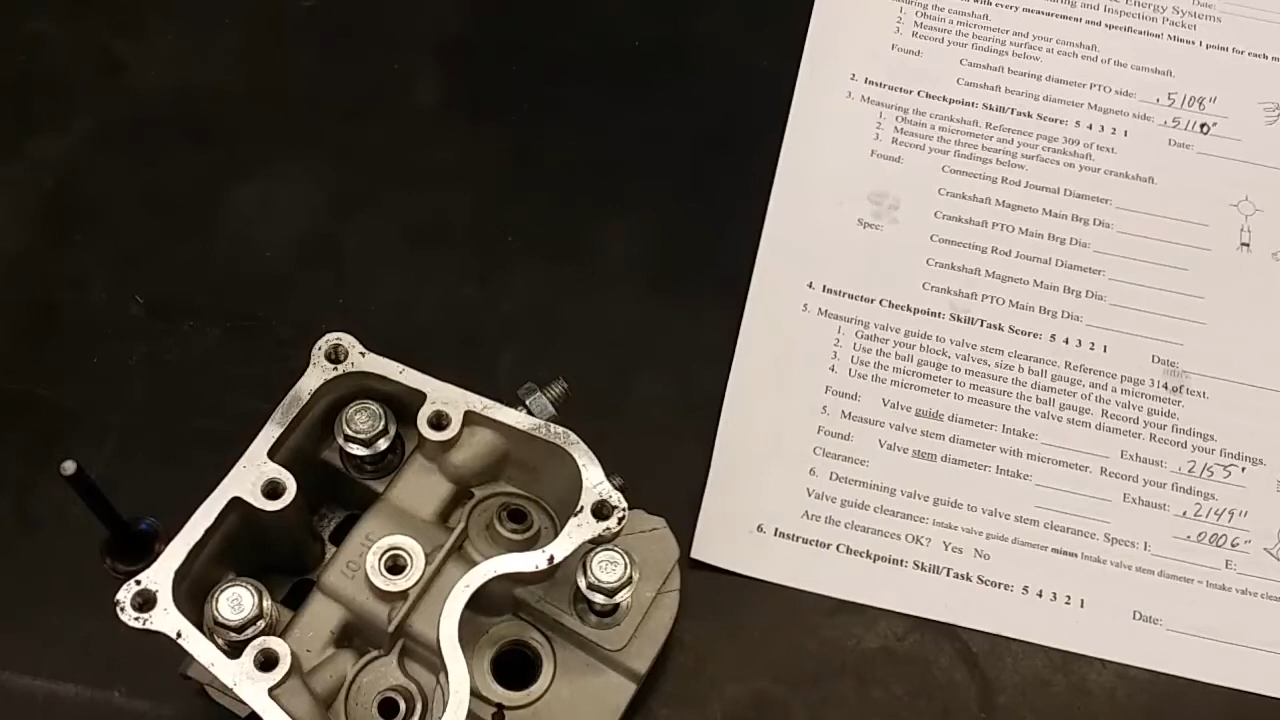 Energy Systems
Date:
ring and Inspection Packet
with every measurement and specification! Minus 1 point for each m
asuring the camshaft.
1. Obtain a micrometer and your camshaft.
2. Measure the bearing surface at each end of the camshaft.
3. Record your findings below.
Found:
Camshaft bearing diameter PTO side: .5108"
Camshaft bearing diameter Magneto side: .5110"
2. Instructor Checkpoint: Skill/Task Score: 5 4 3 2 1 Date:
3. Measuring the crankshaft. Reference page 309 of text.
1. Obtain a micrometer and your crankshaft.
2. Measure the three bearing surfaces on your crankshaft.
3. Record your findings below.
Found:
Connecting Rod Journal Diameter:
Crankshaft Magneto Main Brg Dia:
Crankshaft PTO Main Brg Dia:
Spec:
Connecting Rod Journal Diameter:
Crankshaft Magneto Main Brg Dia:
Crankshaft PTO Main Brg Dia:
4. Instructor Checkpoint: Skill/Task Score: 5 4 3 2 1 Date:
5. Measuring valve guide to valve stem clearance. Reference page 314 of text.
1. Gather your block, valves, size b ball gauge, and a micrometer.
2. Use the ball gauge to measure the diameter of the valve guide.
3. Use the micrometer to measure the ball gauge. Record your findings.
4. Use the micrometer to measure the valve stem diameter. Record your findings.
Found: Valve guide diameter: Intake: Exhaust: .2155"
5. Measure valve stem diameter with micrometer. Record your findings.
Found: Valve stem diameter: Intake: Exhaust: .2149"
Clearance: .0006"
6. Determining valve guide to valve stem clearance. Specs: I: E:
Valve guide clearance: Intake valve guide diameter minus Intake valve stem diameter = Intake valve clea
Are the clearances OK? Yes No
6. Instructor Checkpoint: Skill/Task Score: 5 4 3 2 1 Date: